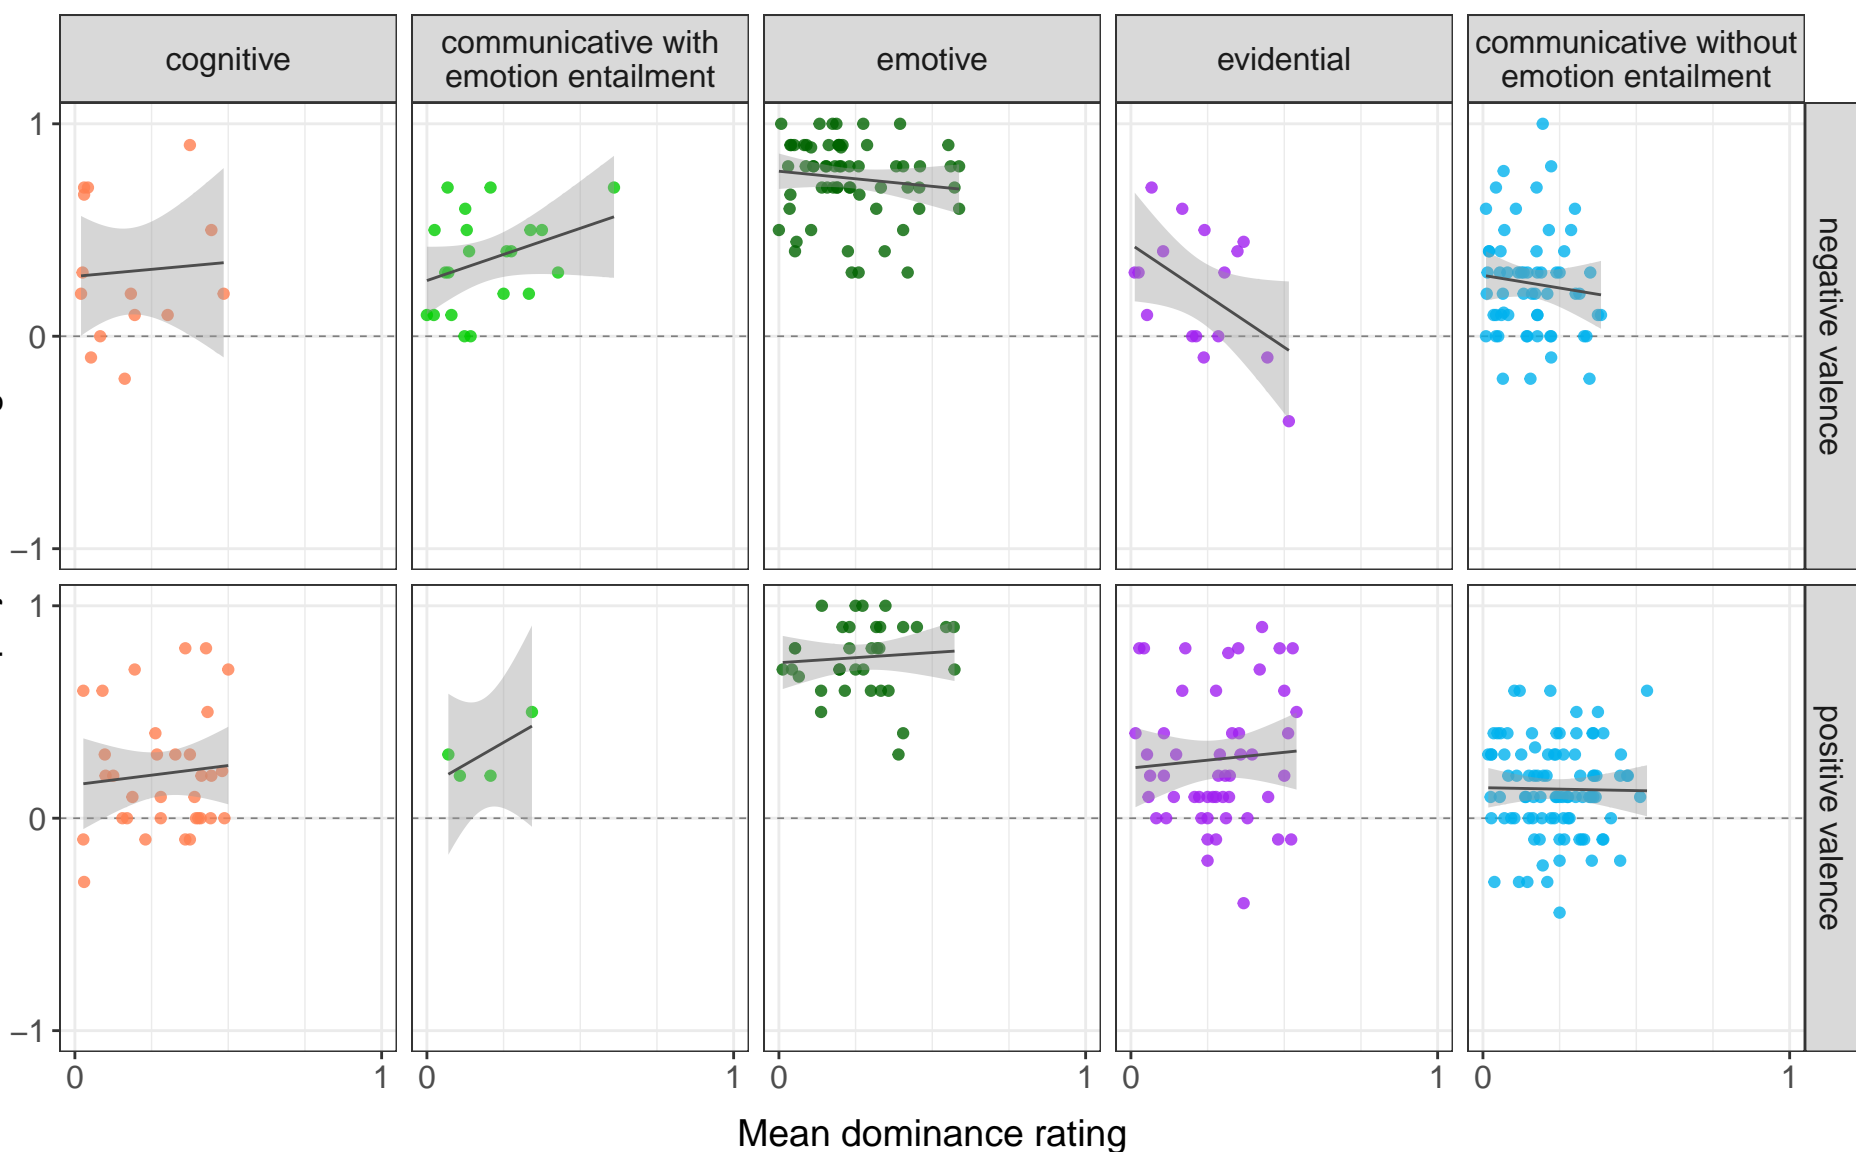 cognitive
communicative with
emotion entailment
emotive
evidential
communicative without
emotion entailment
1
0
−1
negative valence
1
0
−1
positive valence
0 1 0 1 0 1 0 1 0 1
Mean dominance rating